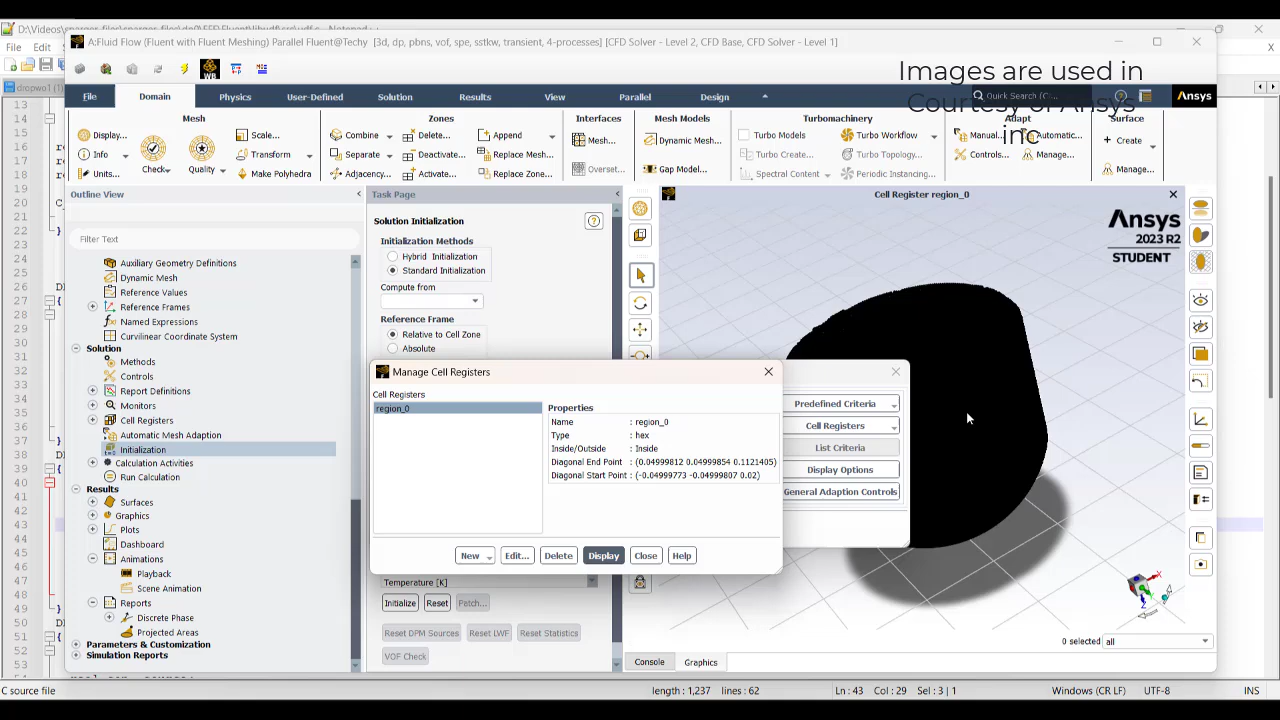 D:\Videos\sparger_files\dp0\FFF\Fluent\libudf\src\udf.c - Notepad++
File Edit
A:Fluid Flow (Fluent with Fluent Meshing) Parallel Fluent@Techy [3d, dp, pbns, vof, spe, sstkw, transient, 4-processes] [CFD Solver - Level 2, CFD Base, CFD Solver - Level 1]
Images are used in
Courtesy of Ansys
inc
File Domain Physics User-Defined Solution Results View Parallel Design Quick Search (C... Ansys
Mesh Zones Interfaces Mesh Models Turbomachinery Adapt Surface
Display... Scale... Combine Delete... Append Mesh... Dynamic Mesh... Turbo Models Turbo Workflow Manual... Automatic... Create
Info Check Quality Transform Separate Deactivate... Replace Mesh... Turbo Create... Turbo Topology... Controls... Manage...
Units... Make Polyhedra Adjacency... Activate... Replace Zone... Overset... Gap Model... Spectral Content Periodic Instancing... Manage...
Outline View
Filter Text
Auxiliary Geometry Definitions
Dynamic Mesh
Reference Values
Reference Frames
Named Expressions
Curvilinear Coordinate System
Solution
Methods
Controls
Report Definitions
Monitors
Cell Registers
Automatic Mesh Adaption
Initialization
Calculation Activities
Run Calculation
Results
Surfaces
Graphics
Plots
Dashboard
Animations
Playback
Scene Animation
Reports
Discrete Phase
Projected Areas
Parameters & Customization
Simulation Reports
Task Page
Solution Initialization
Initialization Methods
Hybrid Initialization
Standard Initialization
Compute from
Reference Frame
Relative to Cell Zone
Absolute
Manage Cell Registers
Cell Registers
region_0
Properties
Name : region_0
Type : hex
Inside/Outside : Inside
Diagonal End Point : (0.04999812 0.04999854 0.1121405)
Diagonal Start Point : (-0.04999773 -0.04999807 0.02)
New Edit... Delete Display Close Help
Predefined Criteria
Cell Registers
List Criteria
Display Options
General Adaption Controls
Temperature [K]
Initialize Reset Patch...
Reset DPM Sources Reset LWF Reset Statistics
VOF Check
Cell Register region_0
Ansys
2023 R2
STUDENT
0 selected all
Console Graphics
C source file length : 1,237 lines : 62 Ln : 43 Col : 29 Sel : 3 | 1 Windows (CR LF) UTF-8 INS